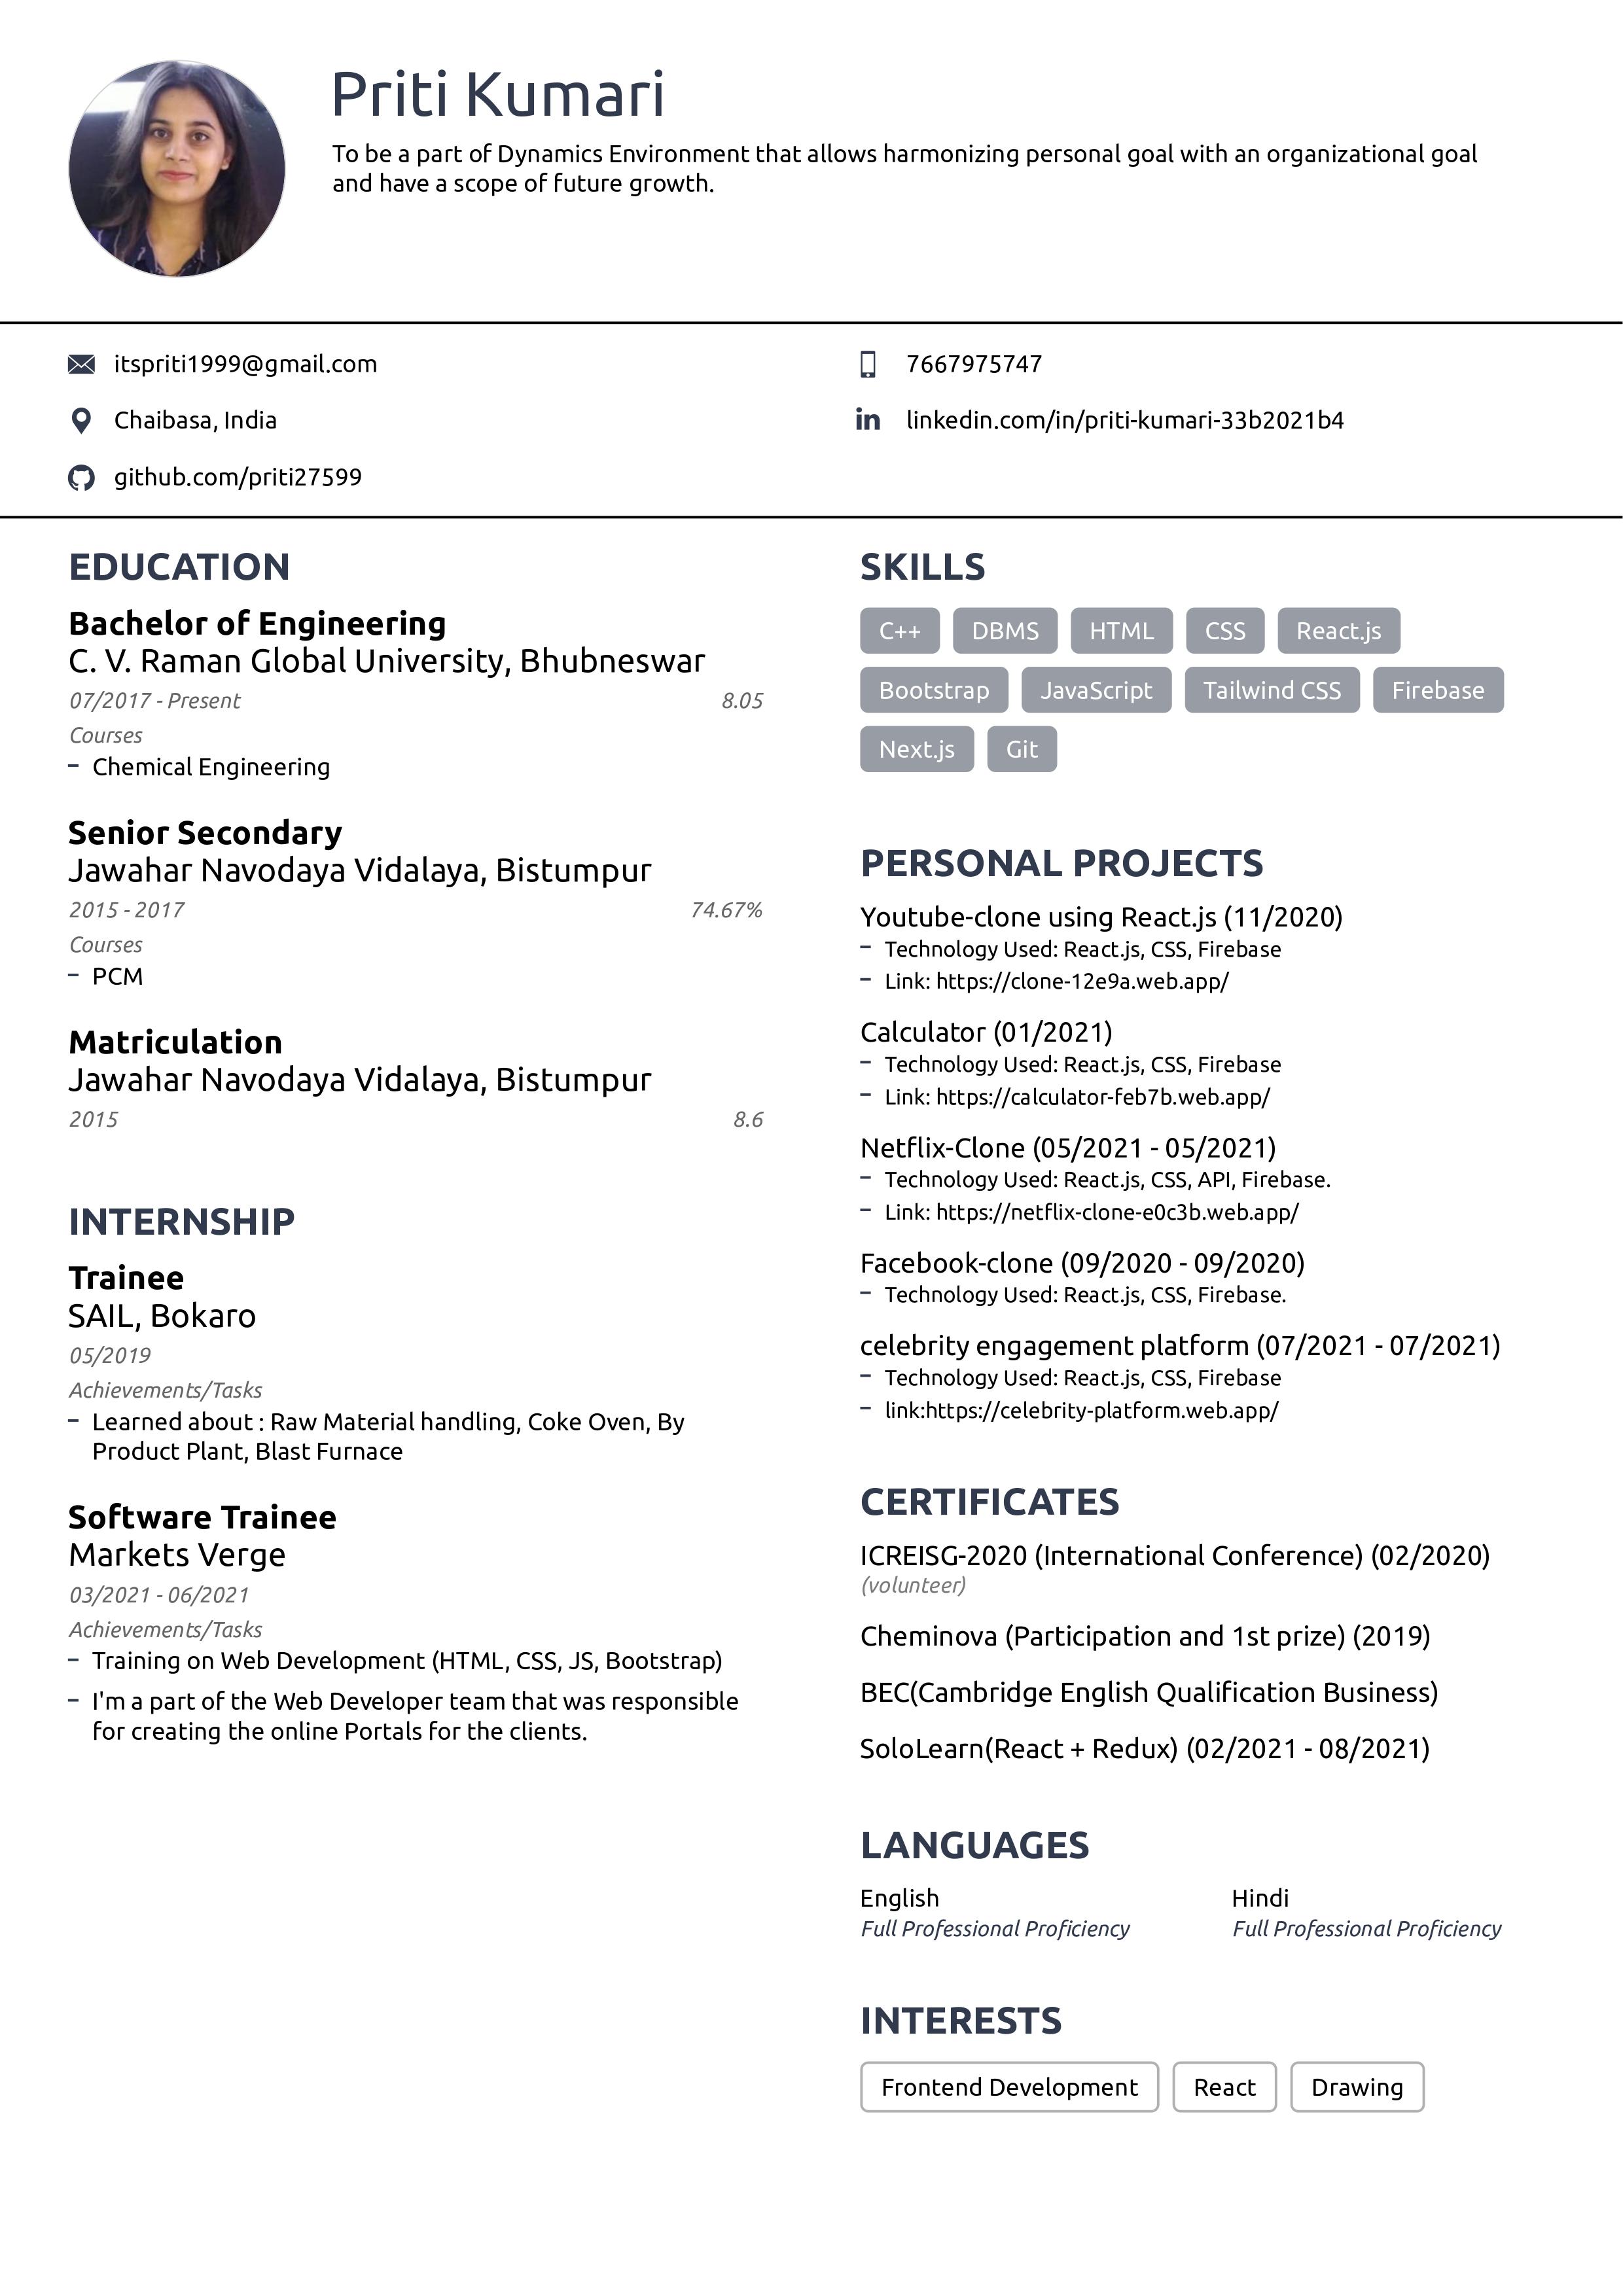 Priti Kumari
To be a part of Dynamics Environment that allows harmonizing personal goal with an organizational goal
and have a scope of future growth.
itspriti1999@gmail.com
7667975747
Chaibasa, India
linkedin.com/in/priti-kumari-33b2021b4
github.com/priti27599
EDUCATION
Bachelor of Engineering
C. V. Raman Global University, Bhubneswar
07/2017 - Present
8.05
Courses
– Chemical Engineering
Senior Secondary
Jawahar Navodaya Vidalaya, Bistumpur
2015 - 2017
74.67%
Courses
– PCM
Matriculation
Jawahar Navodaya Vidalaya, Bistumpur
2015
8.6
INTERNSHIP
Trainee
SAIL, Bokaro
05/2019
Achievements/Tasks
– Learned about : Raw Material handling, Coke Oven, By
Product Plant, Blast Furnace
Software Trainee
Markets Verge
03/2021 - 06/2021
Achievements/Tasks
– Training on Web Development (HTML, CSS, JS, Bootstrap)
– I'm a part of the Web Developer team that was responsible
for creating the online Portals for the clients.
SKILLS
C++ DBMS HTML CSS React.js
Bootstrap JavaScript Tailwind CSS Firebase
Next.js Git
PERSONAL PROJECTS
Youtube-clone using React.js (11/2020)
– Technology Used: React.js, CSS, Firebase
– Link: https://clone-12e9a.web.app/
Calculator (01/2021)
– Technology Used: React.js, CSS, Firebase
– Link: https://calculator-feb7b.web.app/
Netflix-Clone (05/2021 - 05/2021)
– Technology Used: React.js, CSS, API, Firebase.
– Link: https://netflix-clone-e0c3b.web.app/
Facebook-clone (09/2020 - 09/2020)
– Technology Used: React.js, CSS, Firebase.
celebrity engagement platform (07/2021 - 07/2021)
– Technology Used: React.js, CSS, Firebase
– link:https://celebrity-platform.web.app/
CERTIFICATES
ICREISG-2020 (International Conference) (02/2020)
(volunteer)
Cheminova (Participation and 1st prize) (2019)
BEC(Cambridge English Qualification Business)
SoloLearn(React + Redux) (02/2021 - 08/2021)
LANGUAGES
English
Full Professional Proficiency
Hindi
Full Professional Proficiency
INTERESTS
Frontend Development React Drawing